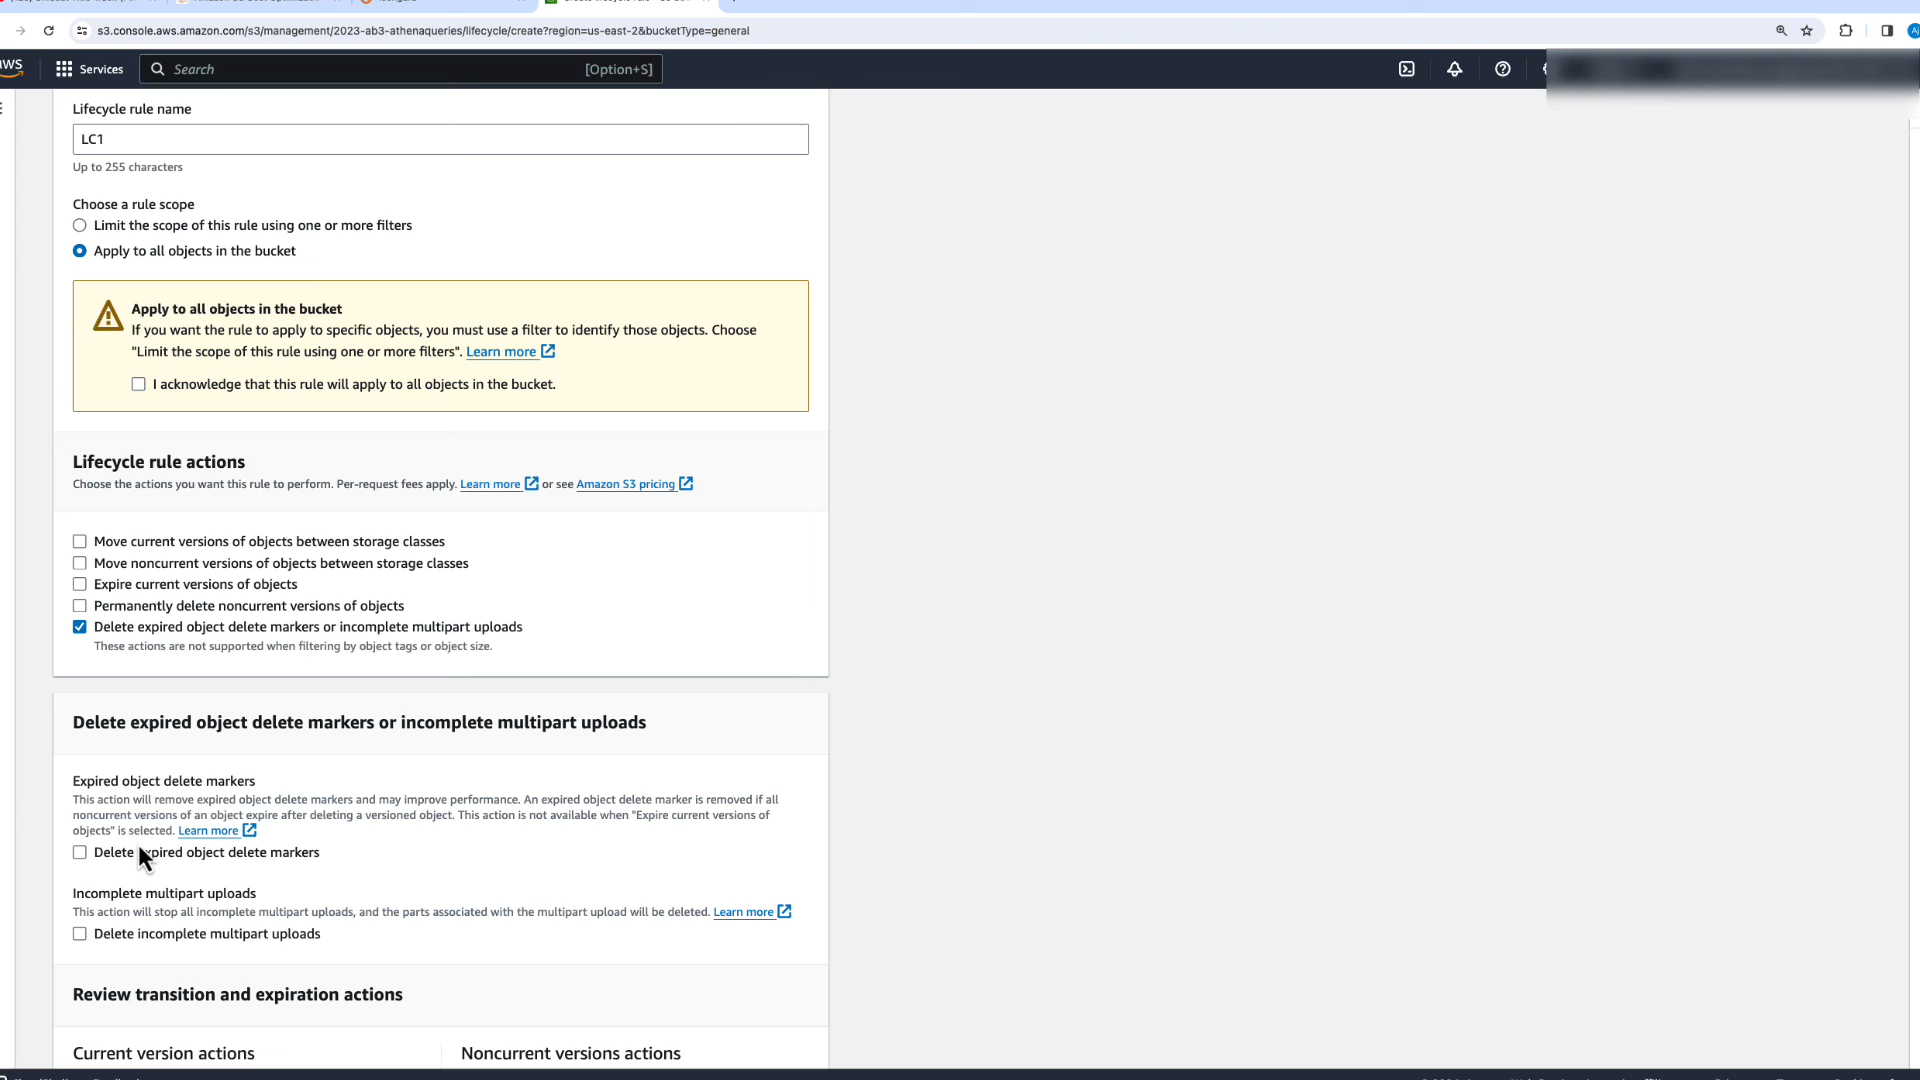 s3.console.aws.amazon.com/s3/management/2023-ab3-athenaqueries/lifecycle/create?region=us-east-2&bucketType=general
Services
Search
[Option+S]
Lifecycle rule name
LC1
Up to 255 characters
Choose a rule scope
Limit the scope of this rule using one or more filters
Apply to all objects in the bucket
Apply to all objects in the bucket
If you want the rule to apply to specific objects, you must use a filter to identify those objects. Choose
"Limit the scope of this rule using one or more filters". Learn more
I acknowledge that this rule will apply to all objects in the bucket.
Lifecycle rule actions
Choose the actions you want this rule to perform. Per-request fees apply. Learn more or see Amazon S3 pricing
Move current versions of objects between storage classes
Move noncurrent versions of objects between storage classes
Expire current versions of objects
Permanently delete noncurrent versions of objects
Delete expired object delete markers or incomplete multipart uploads
These actions are not supported when filtering by object tags or object size.
Delete expired object delete markers or incomplete multipart uploads
Expired object delete markers
This action will remove expired object delete markers and may improve performance. An expired object delete marker is removed if all
noncurrent versions of an object expire after deleting a versioned object. This action is not available when "Expire current versions of
objects" is selected. Learn more
Delete expired object delete markers
Incomplete multipart uploads
This action will stop all incomplete multipart uploads, and the parts associated with the multipart upload will be deleted. Learn more
Delete incomplete multipart uploads
Review transition and expiration actions
Current version actions
Noncurrent versions actions